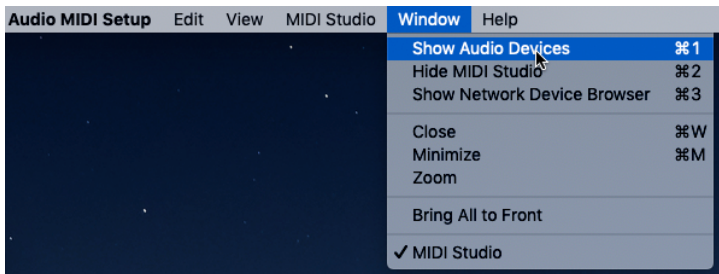 Audio MIDI Setup Edit View MIDI Studio Window Help
Show Audio Devices ⌘1
Hide MIDI Studio ⌘2
Show Network Device Browser ⌘3
Close ⌘W
Minimize ⌘M
Zoom
Bring All to Front
✓ MIDI Studio